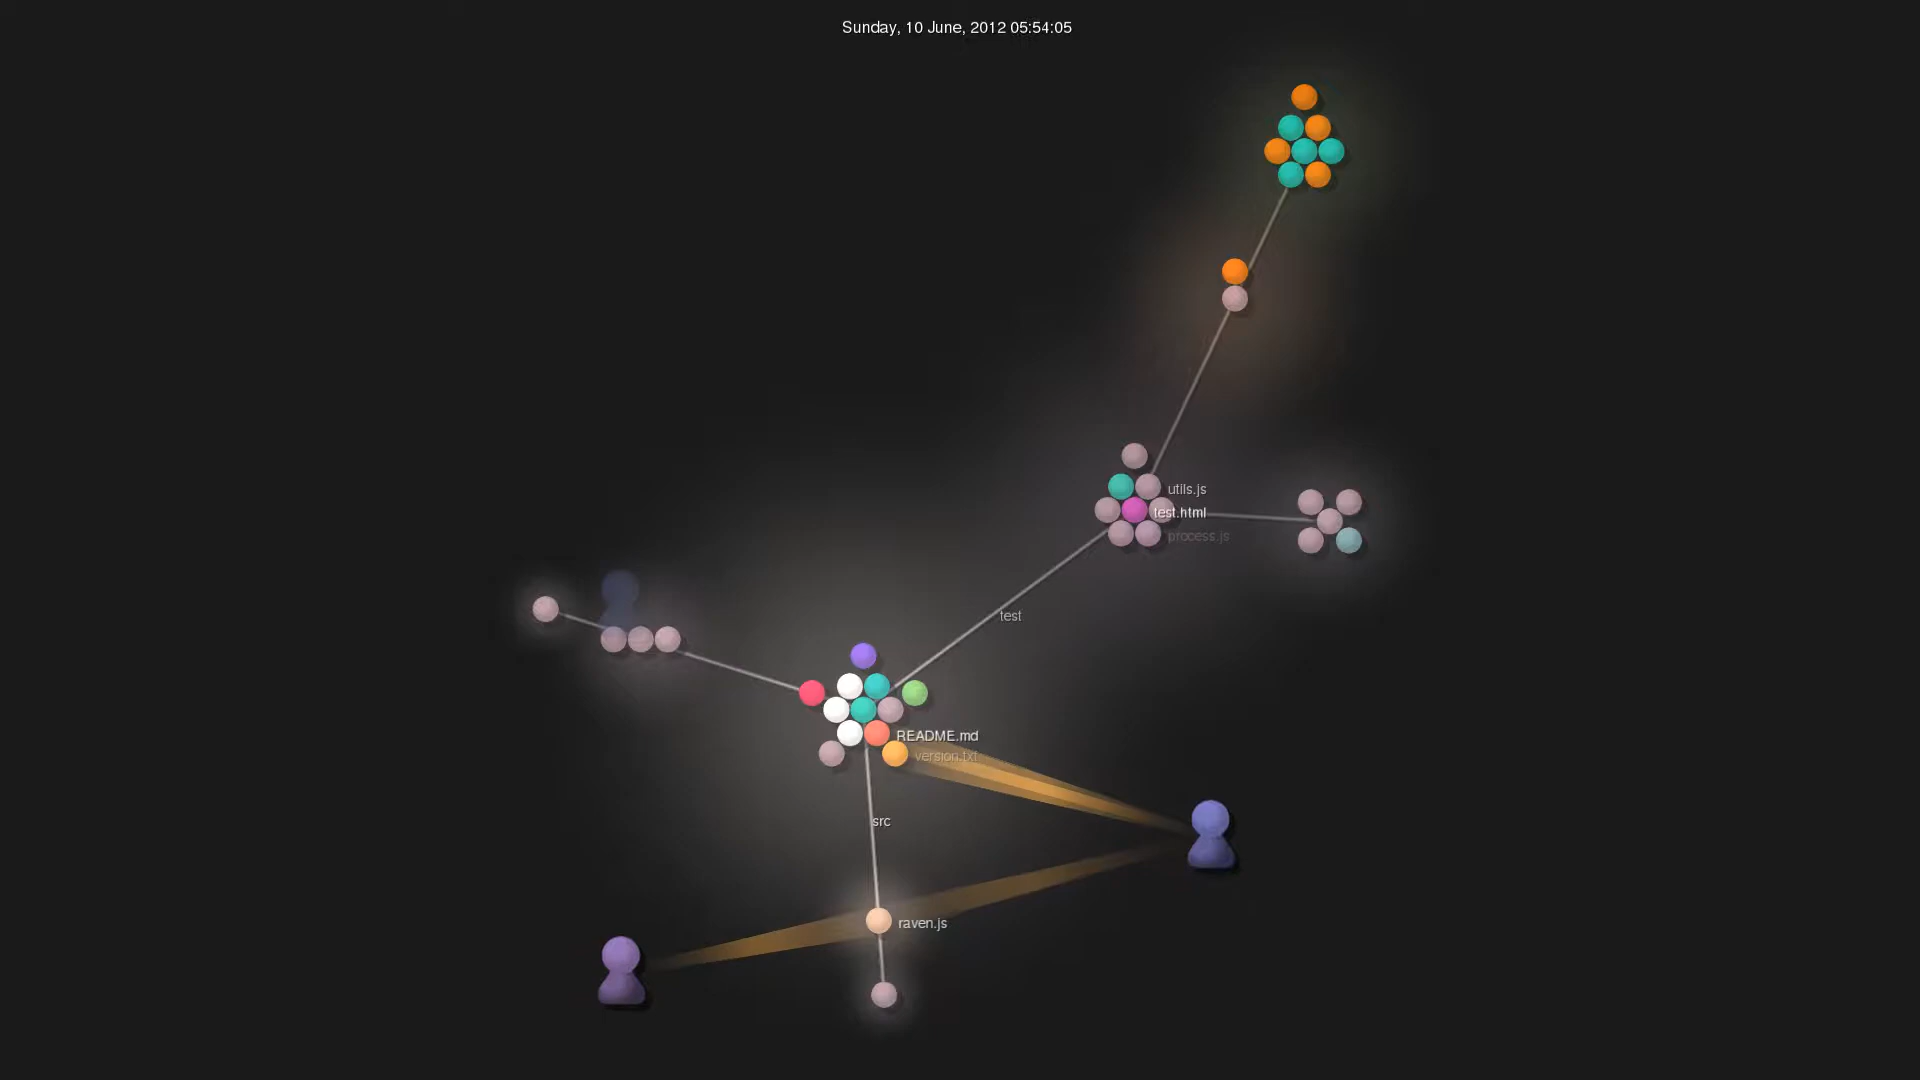 Sunday, 10 June, 2012 05:54:05
utils.js
test.html
process.js
test
README.md
version.txt
src
raven.js